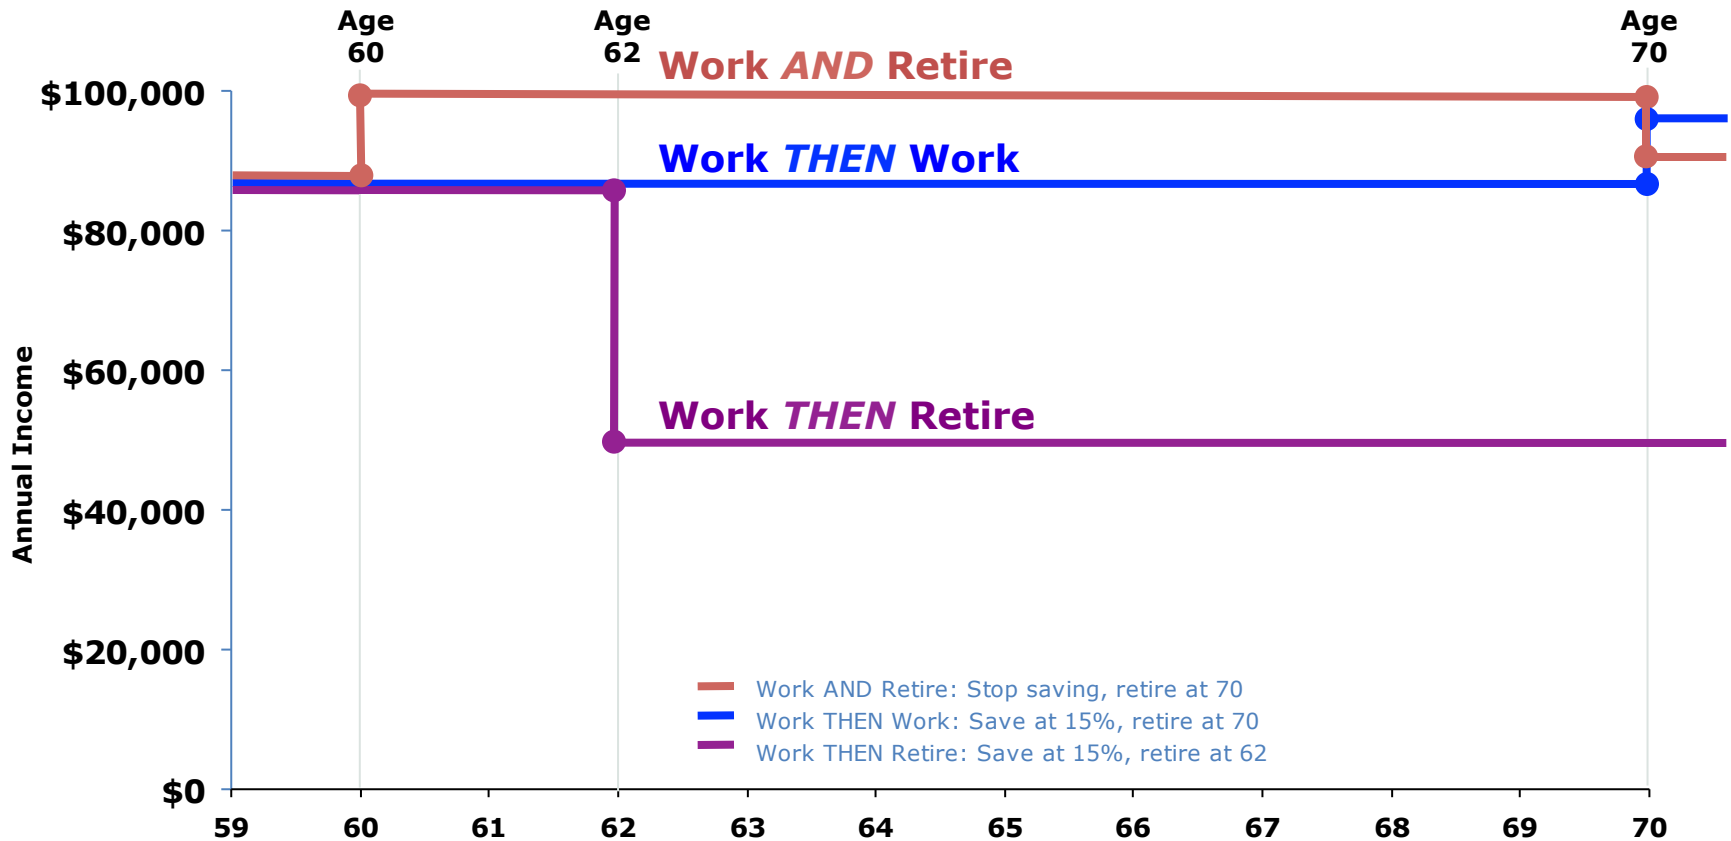 Age
60
Age
62
Age
70
Work AND Retire
$100,000
Work THEN Work
$80,000
$60,000
Work THEN Retire
Annual Income
$40,000
$20,000
Work AND Retire: Stop saving, retire at 70
Work THEN Work: Save at 15%, retire at 70
Work THEN Retire: Save at 15%, retire at 62
$0
59 60 61 62 63 64 65 66 67 68 69 70